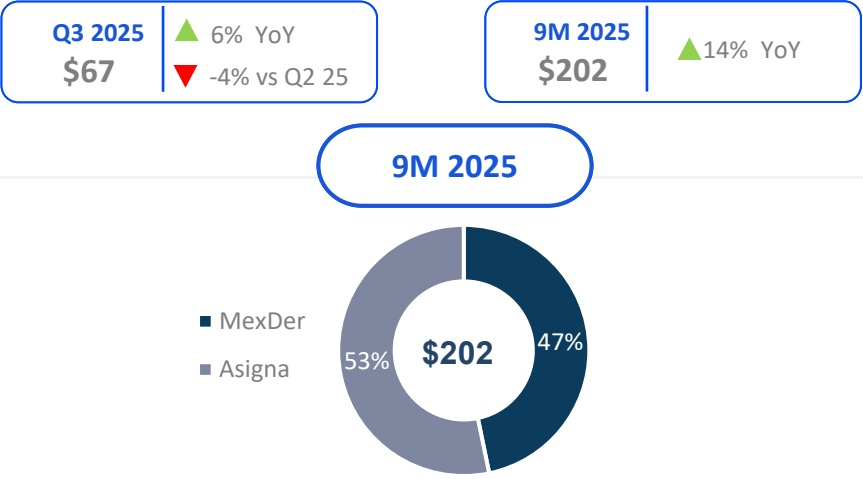 Q3 2025
$67
6% YoY
-4% vs Q2 25
9M 2025
$202
14% YoY
9M 2025
MexDer
Asigna
53%
$202
47%